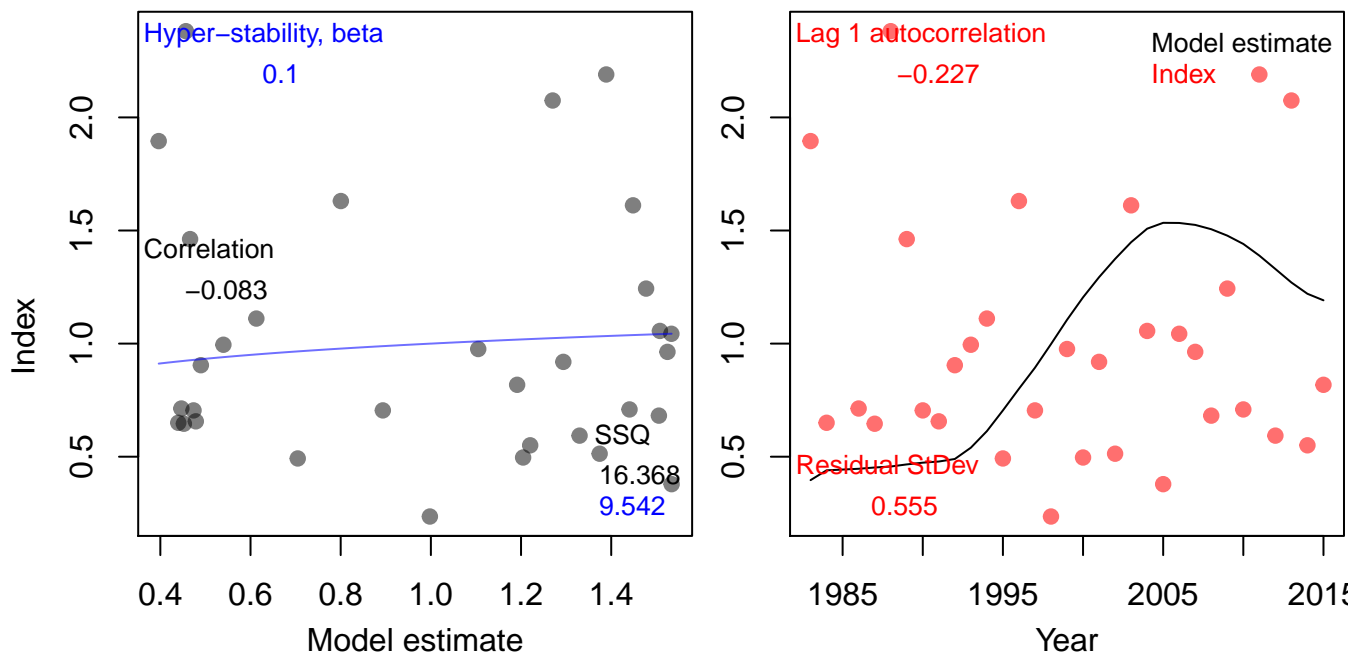 Hyper−stability, beta
0.1
Correlation
−0.083
SSQ
16.368
9.542
0.5
1.0
1.5
2.0
Index
0.4
0.6
0.8
1.0
1.2
1.4
Model estimate
Lag 1 autocorrelation
−0.227
Model estimate
Index
Residual StDev
0.555
0.5
1.0
1.5
2.0
1985
1995
2005
2015
Year